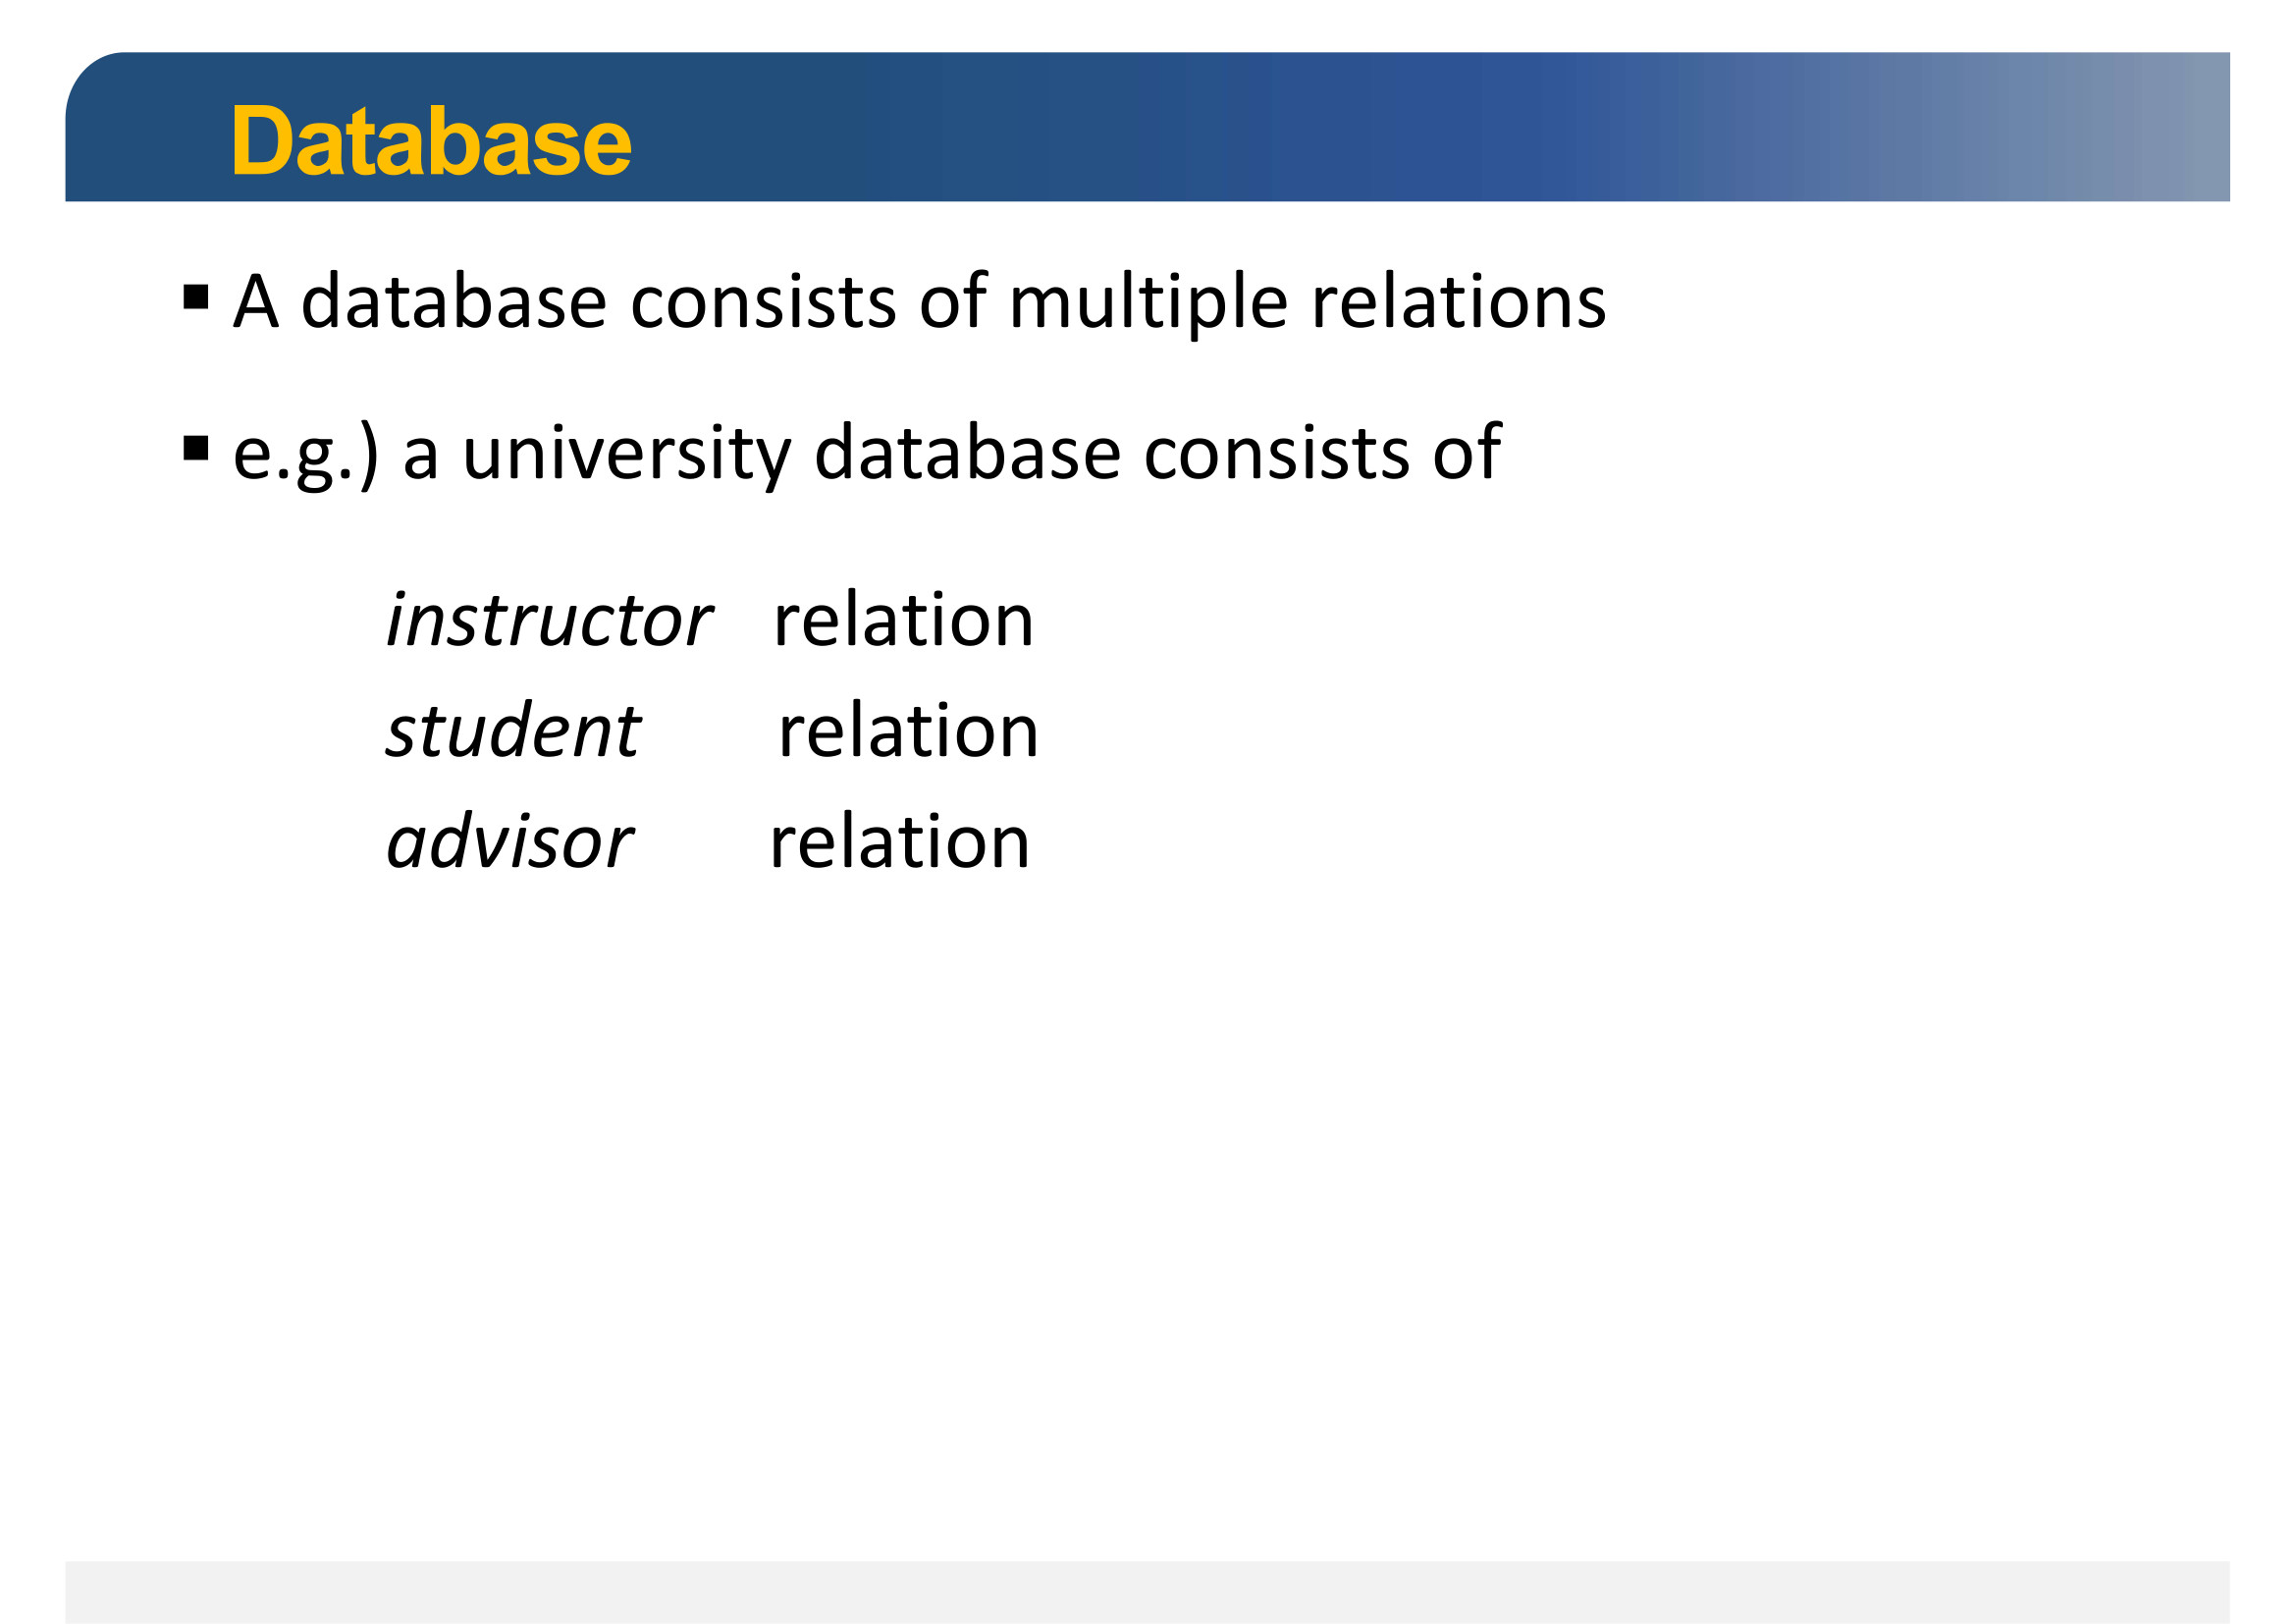 Database
▪ A database consists of multiple relations
▪ e.g.) a university database consists of
instructor relation
student relation
advisor relation